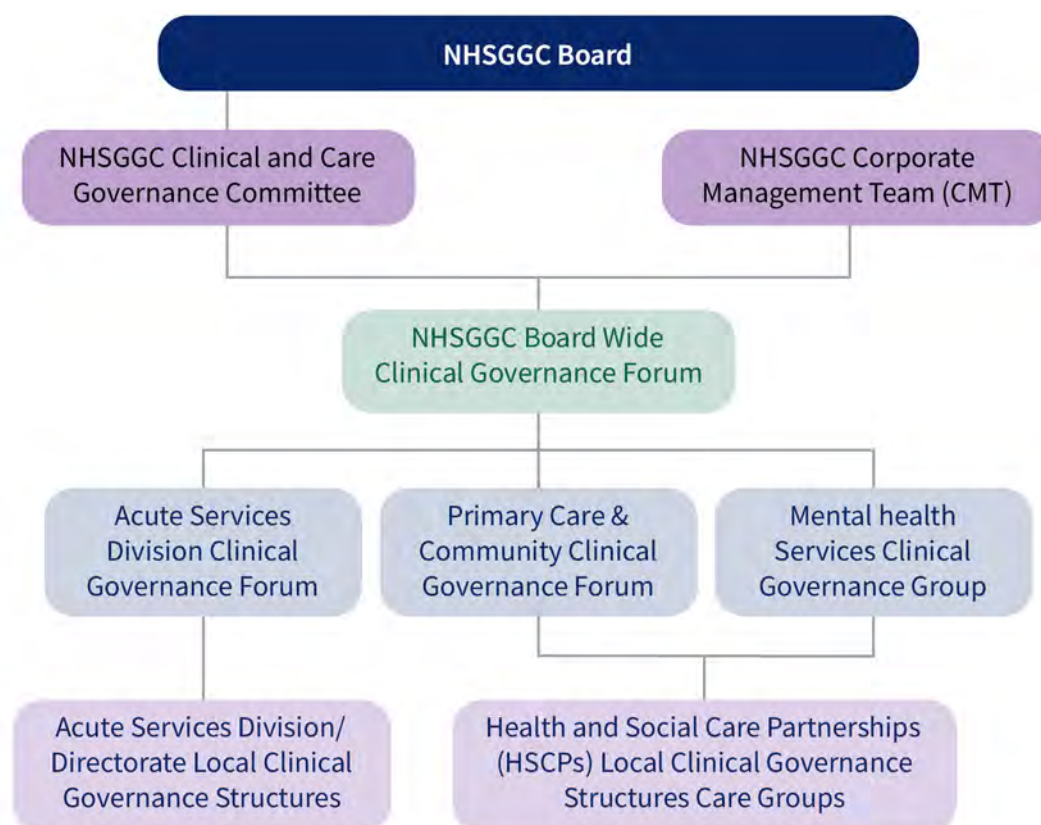 NHSGGC Board
NHSGGC Clinical and Care
Governance Committee
NHSGGC Corporate
Management Team (CMT)
NHSGGC Board Wide
Clinical Governance Forum
Acute Services
Division Clinical
Governance Forum
Primary Care &
Community Clinical
Governance Forum
Mental health
Services Clinical
Governance Group
Acute Services Division/
Directorate Local Clinical
Governance Structures
Health and Social Care Partnerships
(HSCPs) Local Clinical Governance
Structures Care Groups